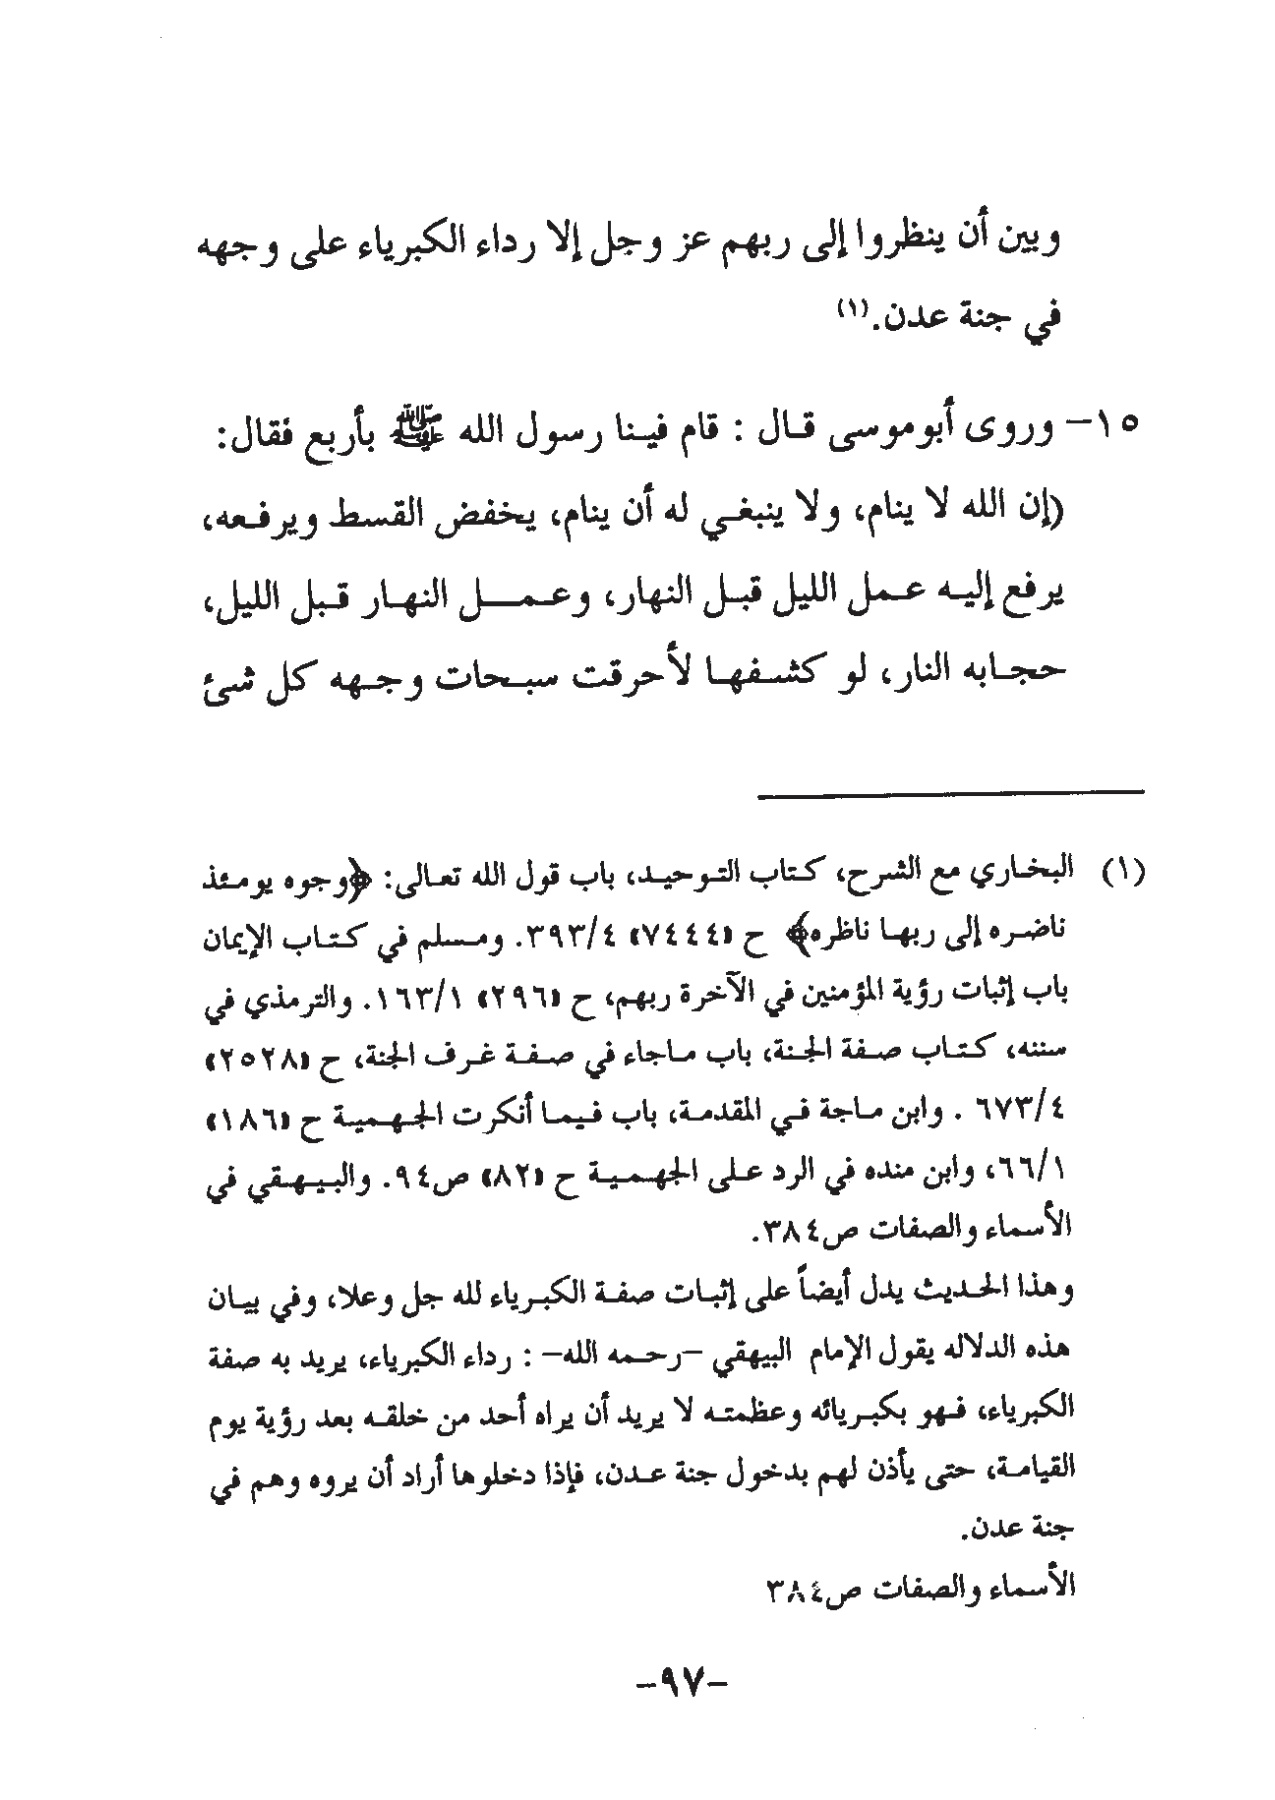 وبين أن ينظروا إلى ربهم عز وجل إلا رداء الكبرياء على وجهه
في جنة عدن.(١)
١٥- وروى أبوموسى قال : قام فينا رسول الله ﷺ بأربع فقال:
(إن الله لا ينام، ولا ينبغي له أن ينام، يخفض القسط ويرفعه،
يرفع إليه عمل الليل قبل النهار، وعمل النهار قبل الليل،
حجابه النار، لو كشفها لأحرقت سبحات وجهه كل شئ
(١) البخاري مع الشرح، كتاب التوحيد، باب قول الله تعالى: ﴿وجوه يومئذ
ناضره إلى ربها ناظره﴾ ح «٧٤٤٤» ٣٩٣/٤. ومسلم في كتاب الإيمان
باب إثبات رؤية المؤمنين في الآخرة ربهم، ح «٢٩٦» ١٦٣/١. والترمذي في
سننه، كتاب صفة الجنة، باب ماجاء في صفة غرف الجنة، ح «٢٥٢٨»
٦٧٣/٤ . وابن ماجة في المقدمة، باب فيما أنكرت الجهمية ح «١٨٦»
٦٦/١، وابن منده في الرد على الجهمية ح «٨٢» ص٩٤. والبيهقي في
الأسماء والصفات ص٣٨٤.
وهذا الحديث يدل أيضاً على إثبات صفة الكبرياء لله جل وعلا، وفي بيان
هذه الدلاله يقول الإمام البيهقي -رحمه الله- : رداء الكبرياء، يريد به صفة
الكبرياء، فهو بكبريائه وعظمته لا يريد أن يراه أحد من خلقه بعد رؤية يوم
القيامة، حتى يأذن لهم بدخول جنة عدن، فإذا دخلوها أراد أن يروه وهم في
جنة عدن.
الأسماء والصفات ص٣٨٤
-٩٧-